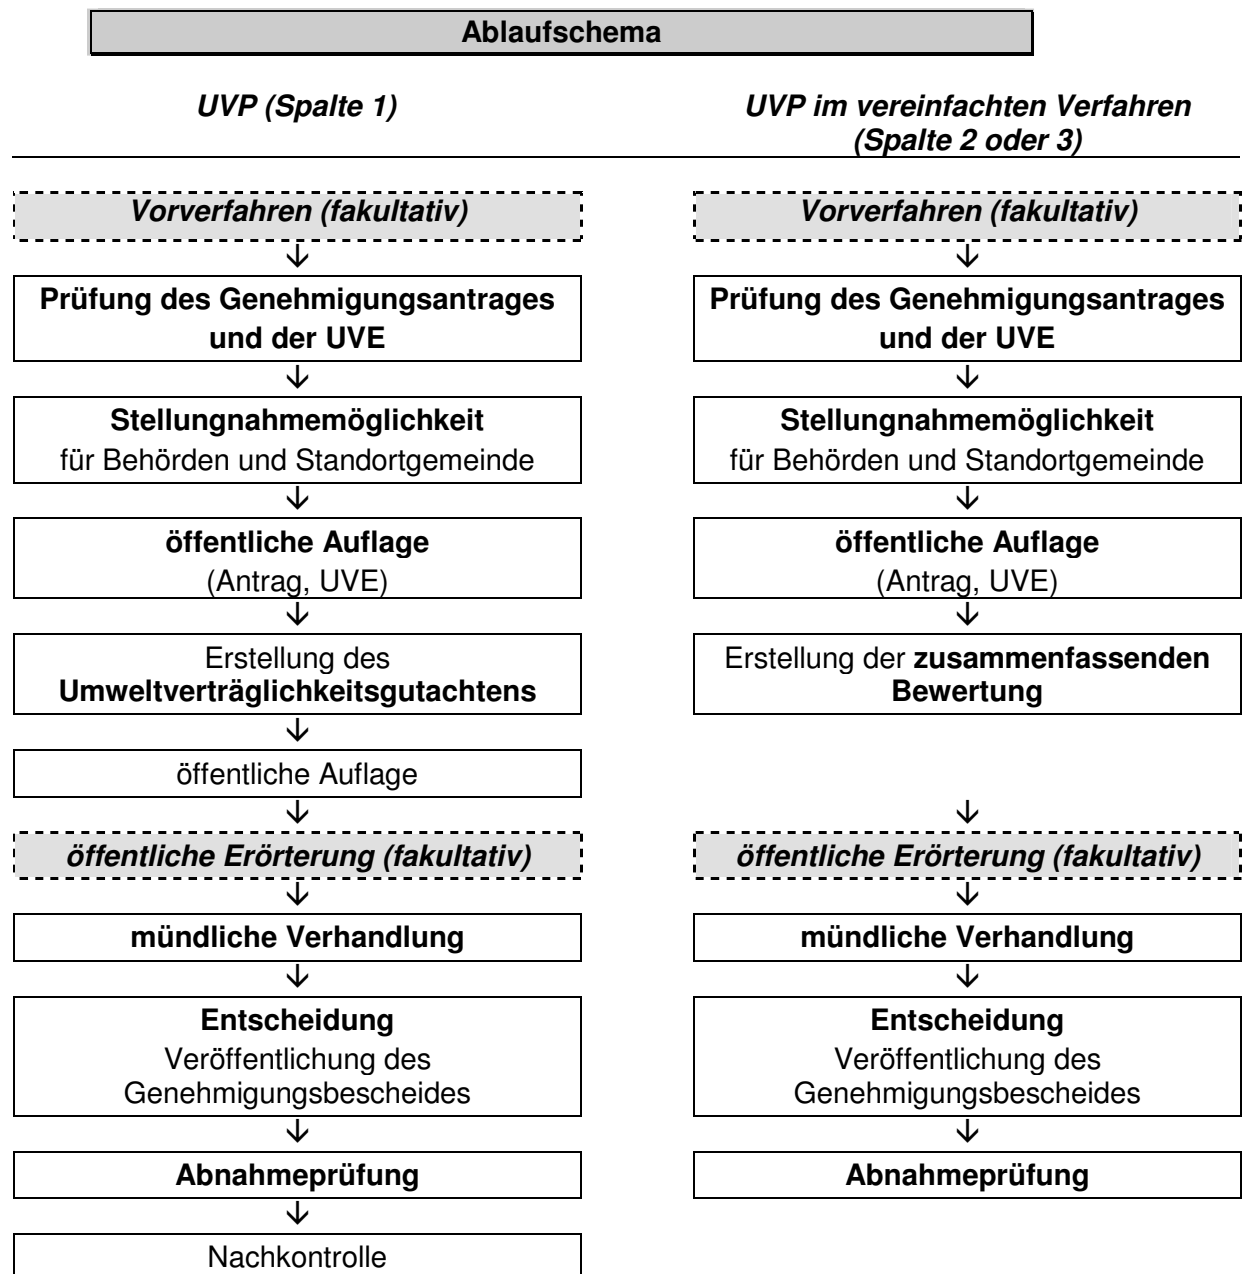 Ablaufschema
UVP (Spalte 1)
UVP im vereinfachten Verfahren
(Spalte 2 oder 3)
Vorverfahren (fakultativ)
Prüfung des Genehmigungsantrages
und der UVE
Stellungnahmemöglichkeit
für Behörden und Standortgemeinde
öffentliche Auflage
(Antrag, UVE)
Erstellung des
Umweltverträglichkeitsgutachtens
öffentliche Auflage
öffentliche Erörterung (fakultativ)
mündliche Verhandlung
Entscheidung
Veröffentlichung des
Genehmigungsbescheides
Abnahmeprüfung
Nachkontrolle
Vorverfahren (fakultativ)
Prüfung des Genehmigungsantrages
und der UVE
Stellungnahmemöglichkeit
für Behörden und Standortgemeinde
öffentliche Auflage
(Antrag, UVE)
Erstellung der zusammenfassenden
Bewertung
öffentliche Erörterung (fakultativ)
mündliche Verhandlung
Entscheidung
Veröffentlichung des
Genehmigungsbescheides
Abnahmeprüfung